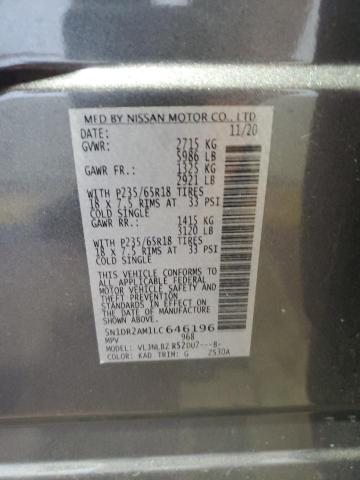 MFD BY NISSAN MOTOR CO., LTD
DATE: 11/20
GVWR: 2715 KG
5986 LB
GAWR FR.: 1325 KG
2921 LB
WITH P235/65R18 TIRES
18 x 7.5 RIMS AT 33 PSI
COLD SINGLE
GAWR RR.: 1415 KG
3120 LB
WITH P235/65R18 TIRES
18 x 7.5 RIMS AT 33 PSI
COLD SINGLE
THIS VEHICLE CONFORMS TO
ALL APPLICABLE FEDERAL
MOTOR VEHICLE SAFETY
AND THEFT PREVENTION
STANDARDS IN EFFECT ON
THE DATE OF MANUFACTURE
SHOWN ABOVE.
5N1DR2AM1LC646196
MPV 968
MODEL: VLJNLBZ R52UU7---B-
COLOR: KAD TRIM: G 2530A